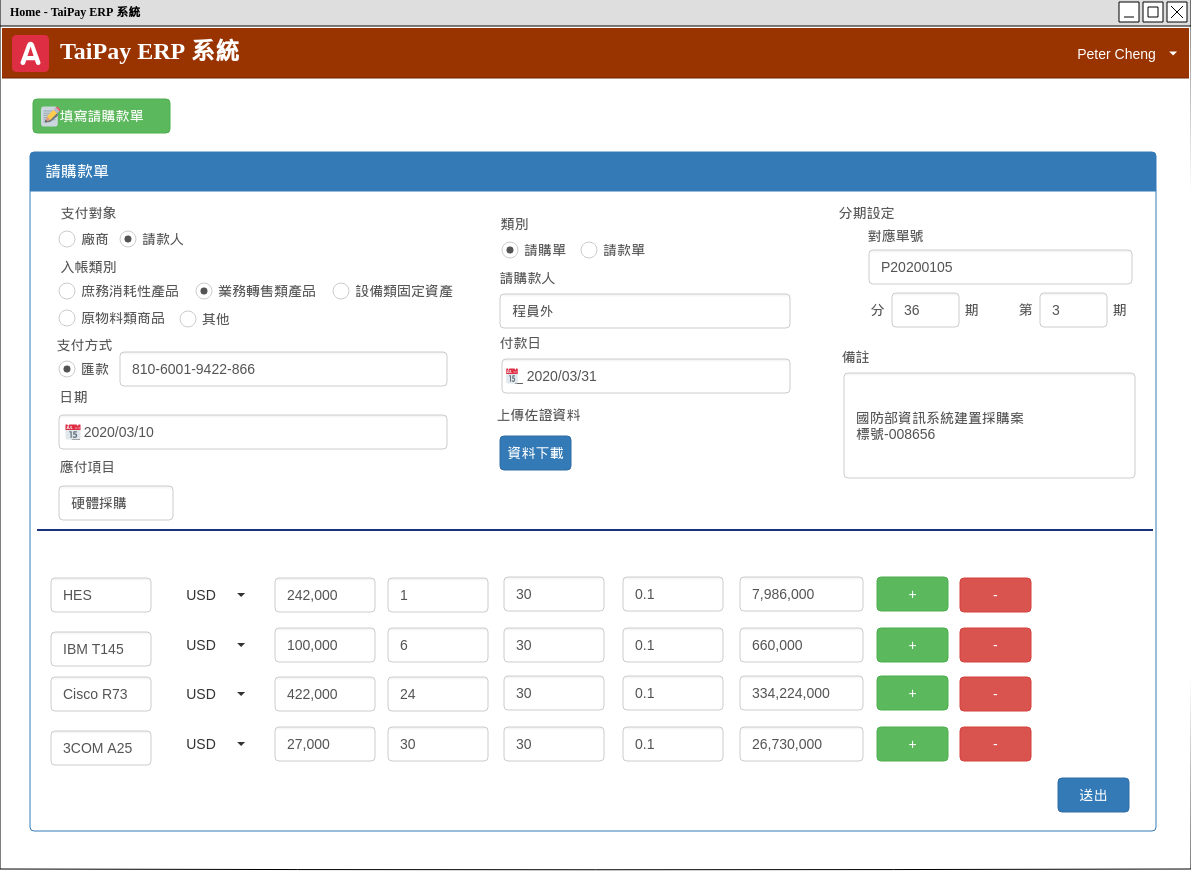 Home - TaiPay ERP 系統
A TaiPay ERP 系統
Peter Cheng
填寫請購款單
請購款單
支付對象
廠商 請款人
入帳類別
庶務消耗性產品 業務轉售類產品 設備類固定資產
原物料類商品 其他
支付方式
匯款 810-6001-9422-866
日期
2020/03/10
應付項目
硬體採購
類別
請購單 請款單
請購款人
程員外
付款日
2020/03/31
上傳佐證資料
資料下載
分期設定
對應單號
P20200105
分 36 期 第 3 期
備註
國防部資訊系統建置採購案
標號-008656
HES USD 242,000 1 30 0.1 7,986,000 + -
IBM T145 USD 100,000 6 30 0.1 660,000 + -
Cisco R73 USD 422,000 24 30 0.1 334,224,000 + -
3COM A25 USD 27,000 30 30 0.1 26,730,000 + -
送出